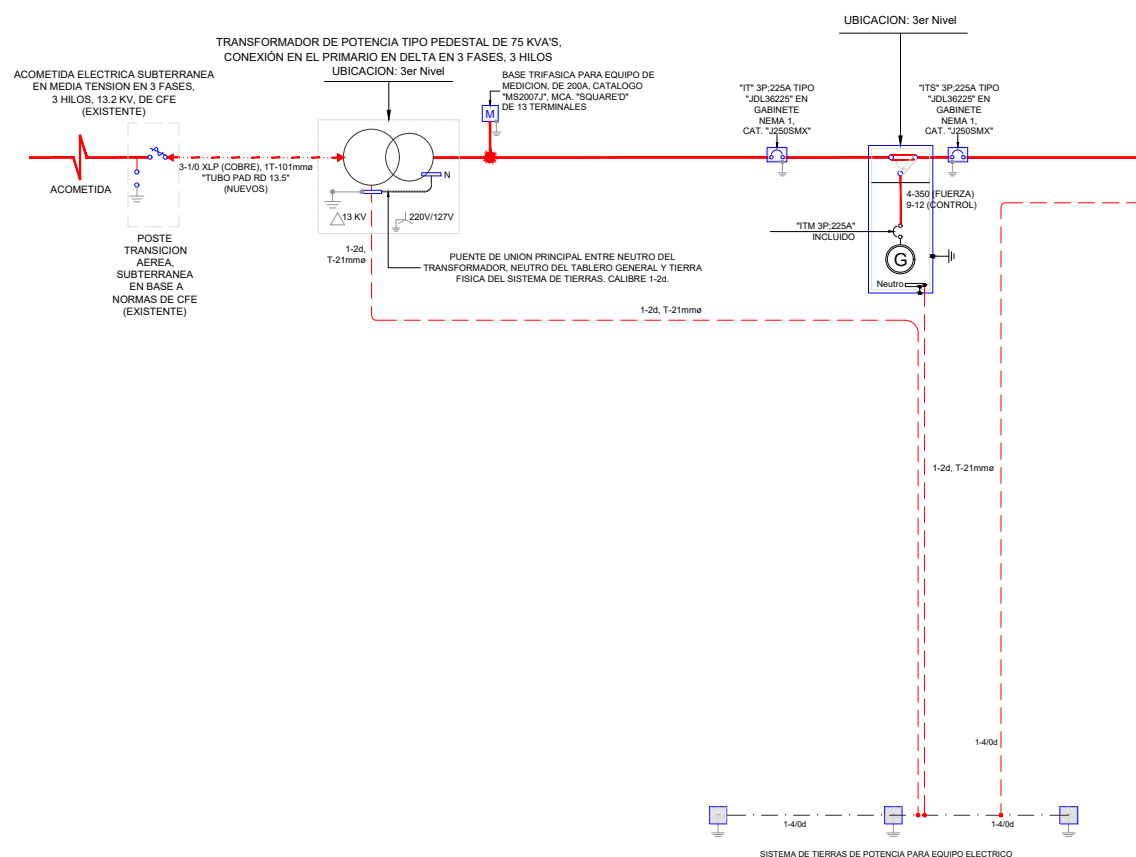 UBICACION: 3er Nivel
TRANSFORMADOR DE POTENCIA TIPO PEDESTAL DE 75 KVA'S,
CONEXIÓN EN EL PRIMARIO EN DELTA EN 3 FASES, 3 HILOS
UBICACION: 3er Nivel
ACOMETIDA ELECTRICA SUBTERRANEA
EN MEDIA TENSION EN 3 FASES,
3 HILOS, 13.2 KV, DE CFE
(EXISTENTE)
BASE TRIFASICA PARA EQUIPO DE
MEDICION, DE 200A, CATALOGO
"MS2007J", MCA. "SQUARE'D"
DE 13 TERMINALES
M
"IT" 3P;225A TIPO
"JDL36225" EN
GABINETE
NEMA 1,
CAT. "J250SMX"
"ITS" 3P;225A TIPO
"JDL36225" EN
GABINETE
NEMA 1,
CAT. "J250SMX"
ACOMETIDA
3-1/0 XLP (COBRE), 1T-101mmø
"TUBO PAD RD 13.5"
(NUEVOS)
N
13 KV
220V/127V
4-350 (FUERZA)
9-12 (CONTROL)
"ITM 3P;225A"
INCLUIDO
G
Neutro
POSTE
TRANSICION
AEREA,
SUBTERRANEA
EN BASE A
NORMAS DE CFE
(EXISTENTE)
1-2d,
T-21mmø
PUENTE DE UNION PRINCIPAL ENTRE NEUTRO DEL
TRANSFORMADOR, NEUTRO DEL TABLERO GENERAL Y TIERRA
FISICA DEL SISTEMA DE TIERRAS. CALIBRE 1-2d.
1-2d, T-21mmø
1-2d, T-21mmø
1-4/0d
1-4/0d
1-4/0d
SISTEMA DE TIERRAS DE POTENCIA PARA EQUIPO ELECTRICO